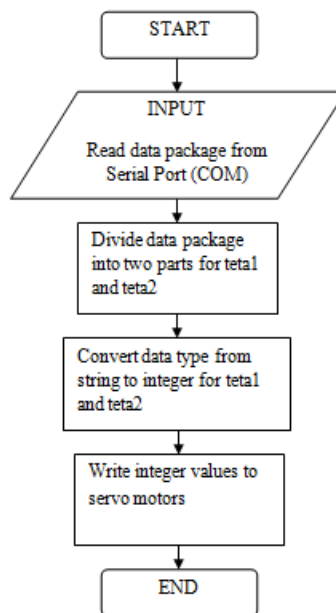 START
INPUT
Read data package from
Serial Port (COM)
Divide data package
into two parts for teta1
and teta2
Convert data type from
string to integer for teta1
and teta2
Write integer values to
servo motors
END